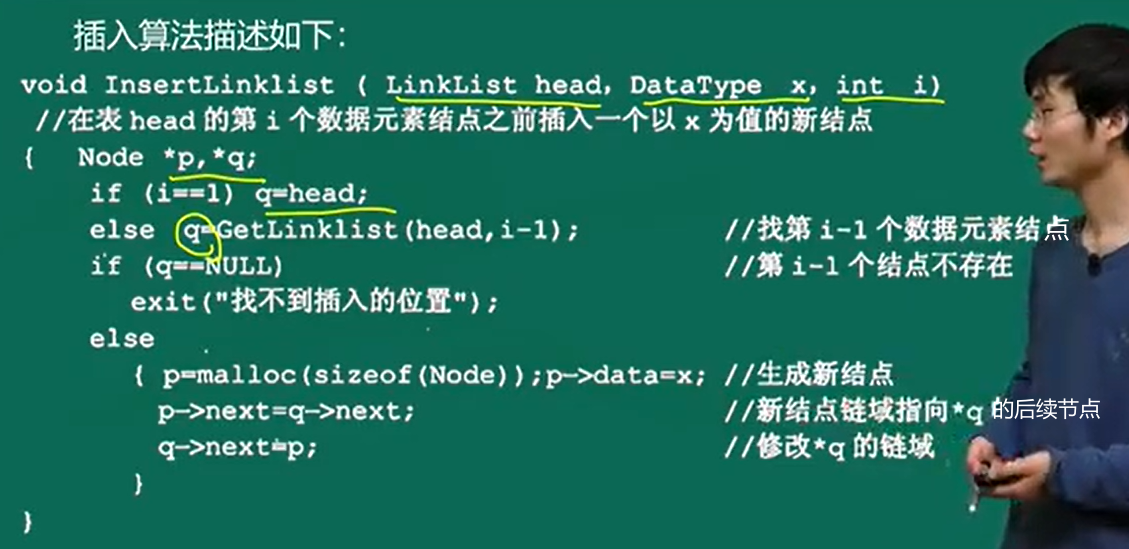 插入算法描述如下：
void InsertLinklist ( LinkList head, DataType x, int i)
//在表 head 的第 i 个数据元素结点之前插入一个以 x 为值的新结点
{ Node *p,*q;
if (i==1) q=head;
else q=GetLinklist(head,i-1); //找第 i-1 个数据元素结点
if (q==NULL) //第 i-1 个结点不存在
exit("找不到插入的位置");
else
{ p=malloc(sizeof(Node));p->data=x; //生成新结点
p->next=q->next; //新结点链域指向*q 的后续节点
q->next=p; //修改*q 的链域
}
}